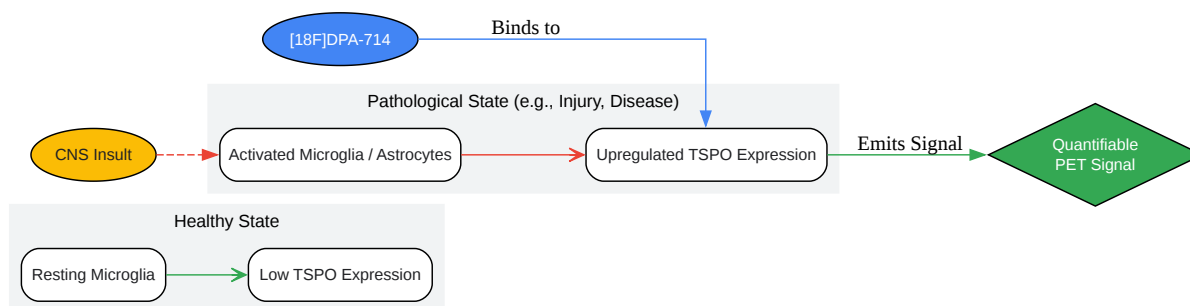 [18F]DPA-714
Binds to
Pathological State (e.g., Injury, Disease)
CNS Insult
Activated Microglia / Astrocytes
Upregulated TSPO Expression
Emits Signal
Quantifiable
PET Signal
Healthy State
Resting Microglia
Low TSPO Expression